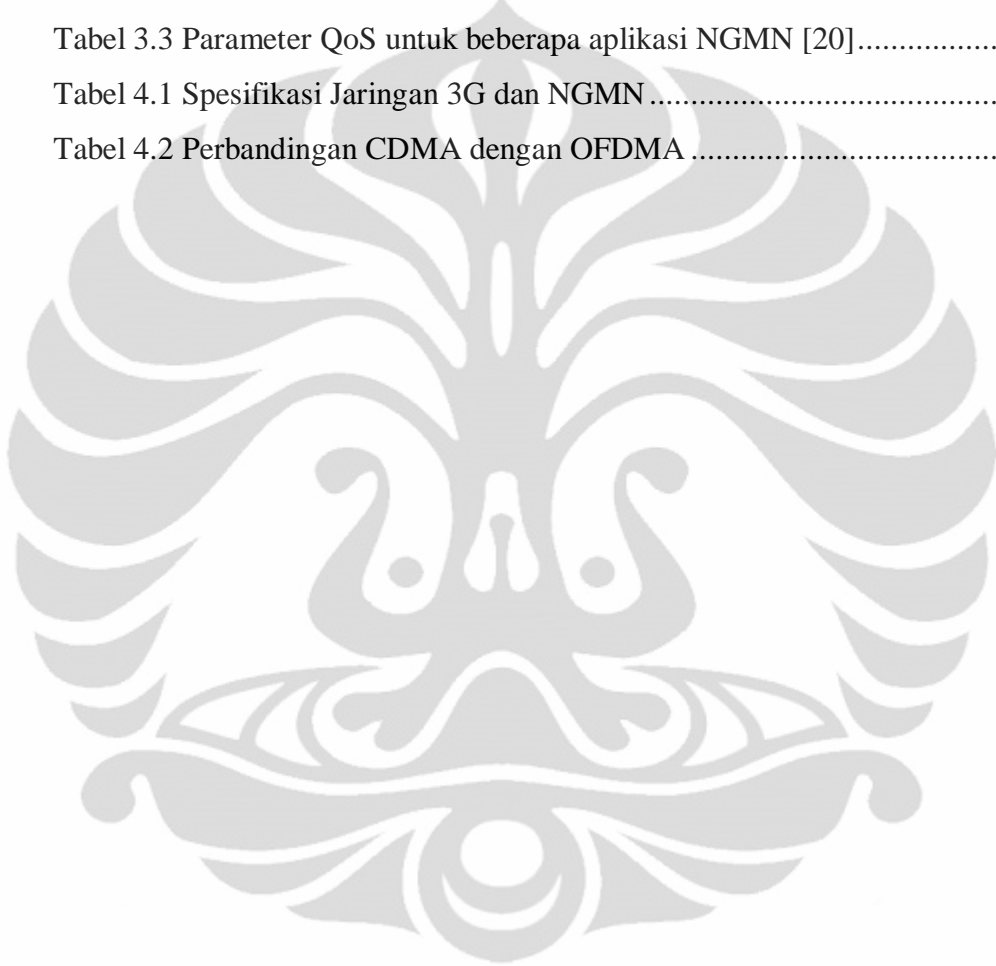 Tabel 3.3 Parameter QoS untuk beberapa aplikasi NGMN [20].................
Tabel 4.1 Spesifikasi Jaringan 3G dan NGMN..........................................
Tabel 4.2 Perbandingan CDMA dengan OFDMA.....................................